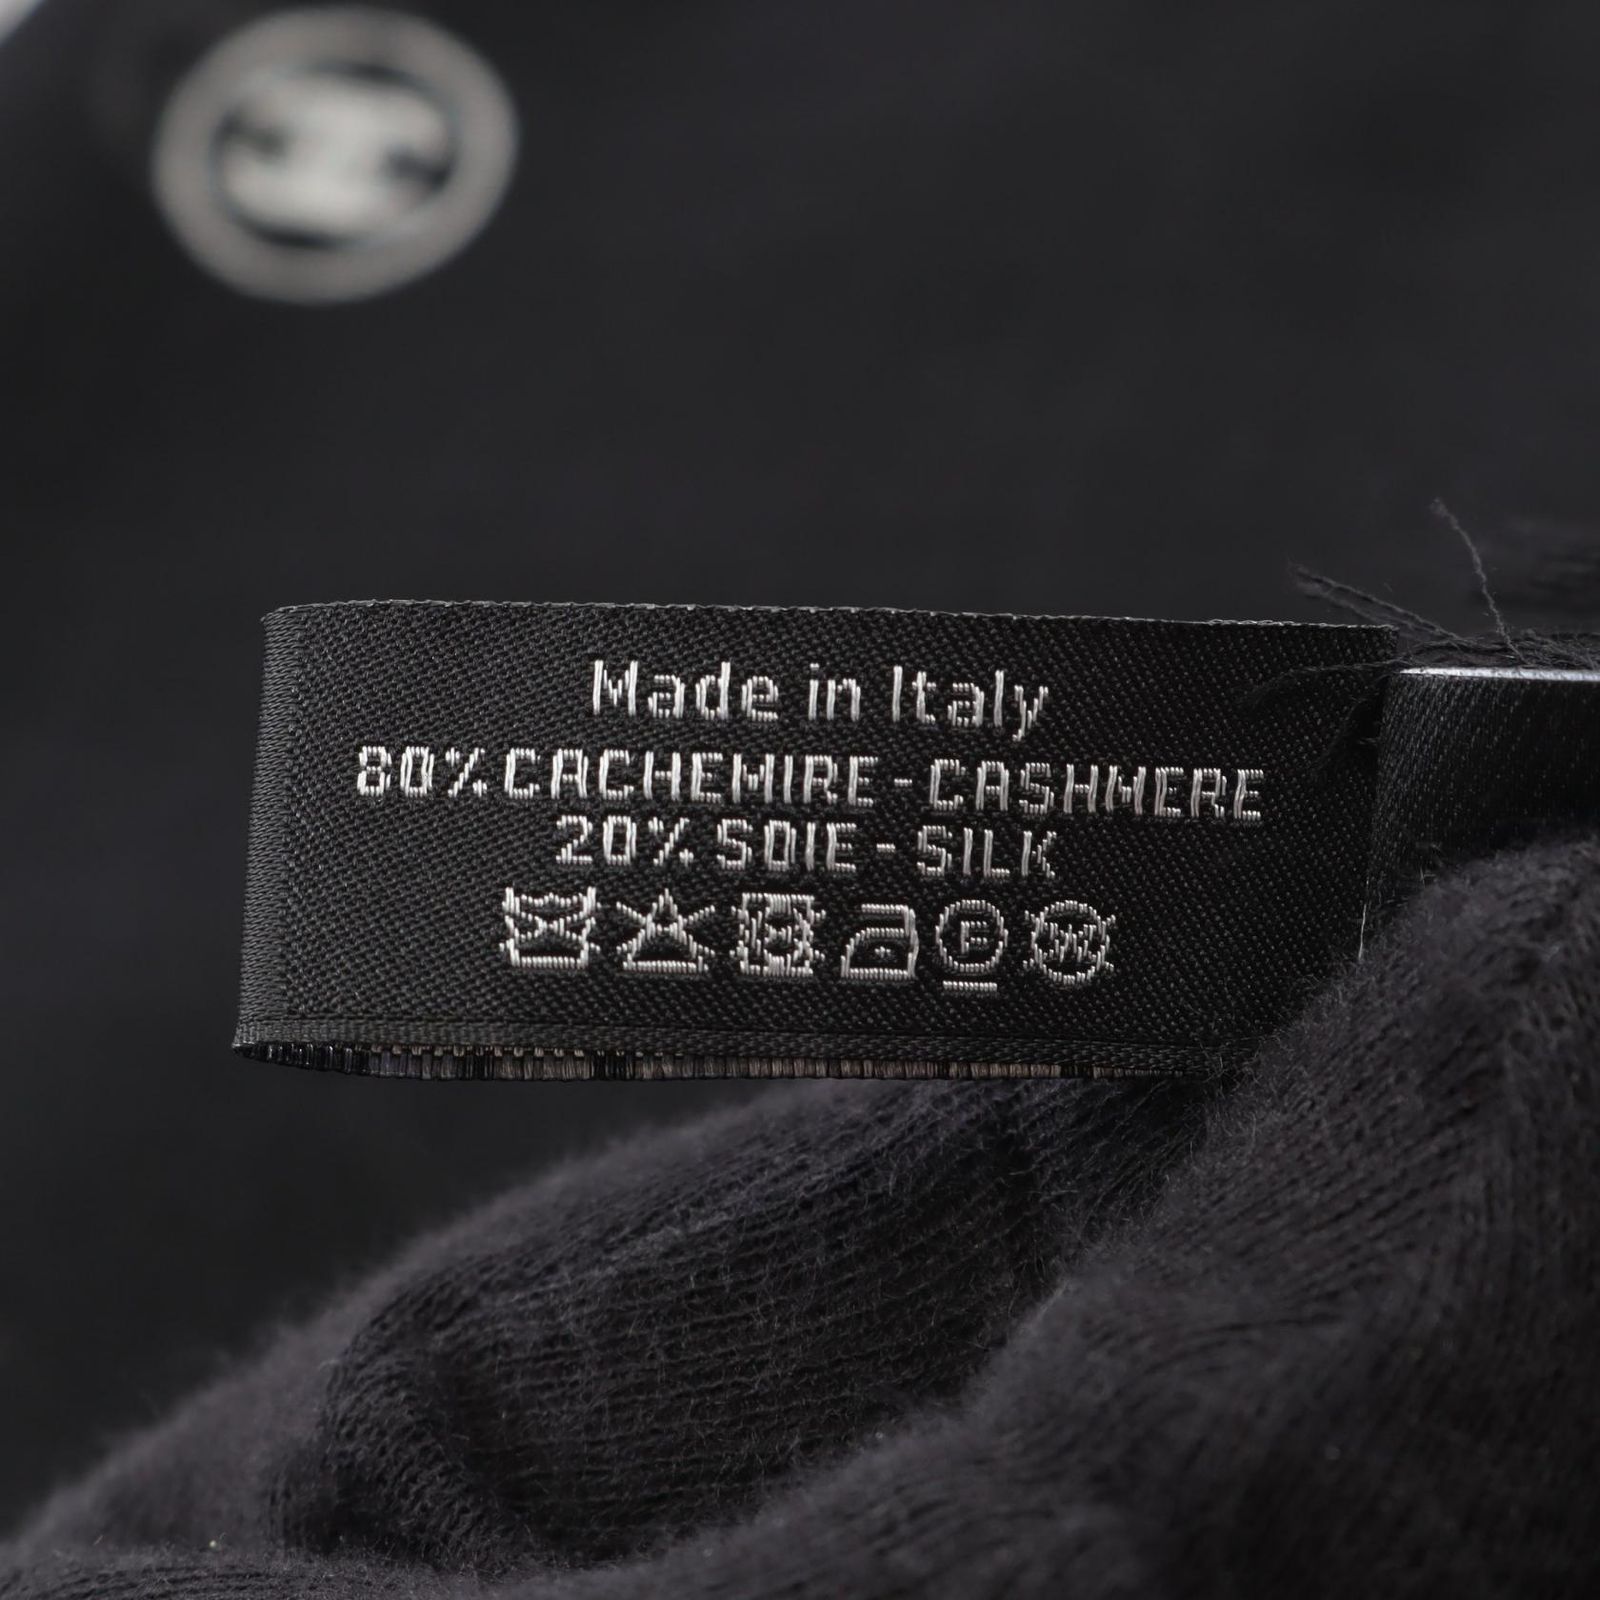 Made in Italy
80% CACHEMIRE - CASHMERE
20% SOIE - SILK
P
W